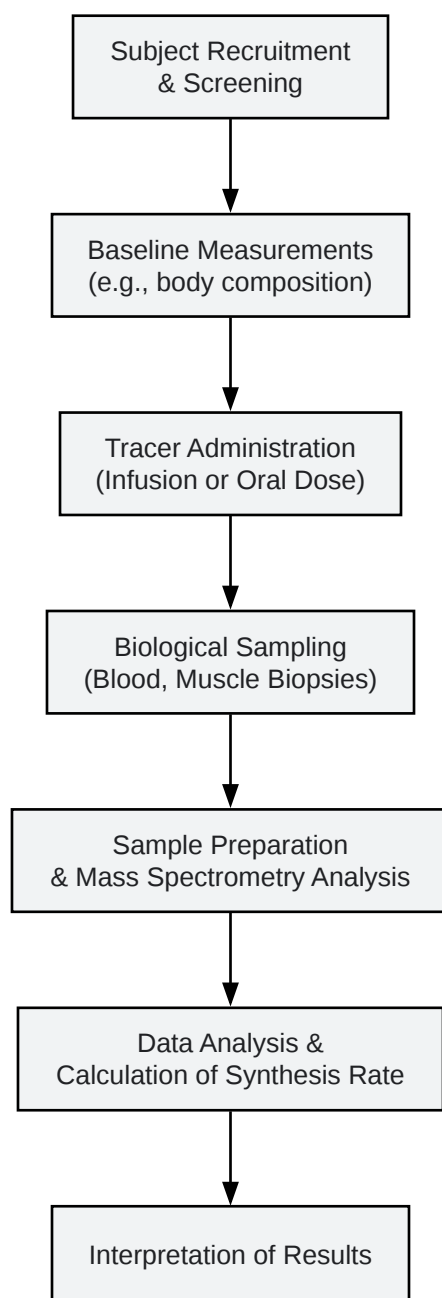 Subject Recruitment
& Screening
Baseline Measurements
(e.g., body composition)
Tracer Administration
(Infusion or Oral Dose)
Biological Sampling
(Blood, Muscle Biopsies)
Sample Preparation
& Mass Spectrometry Analysis
Data Analysis &
Calculation of Synthesis Rate
Interpretation of Results